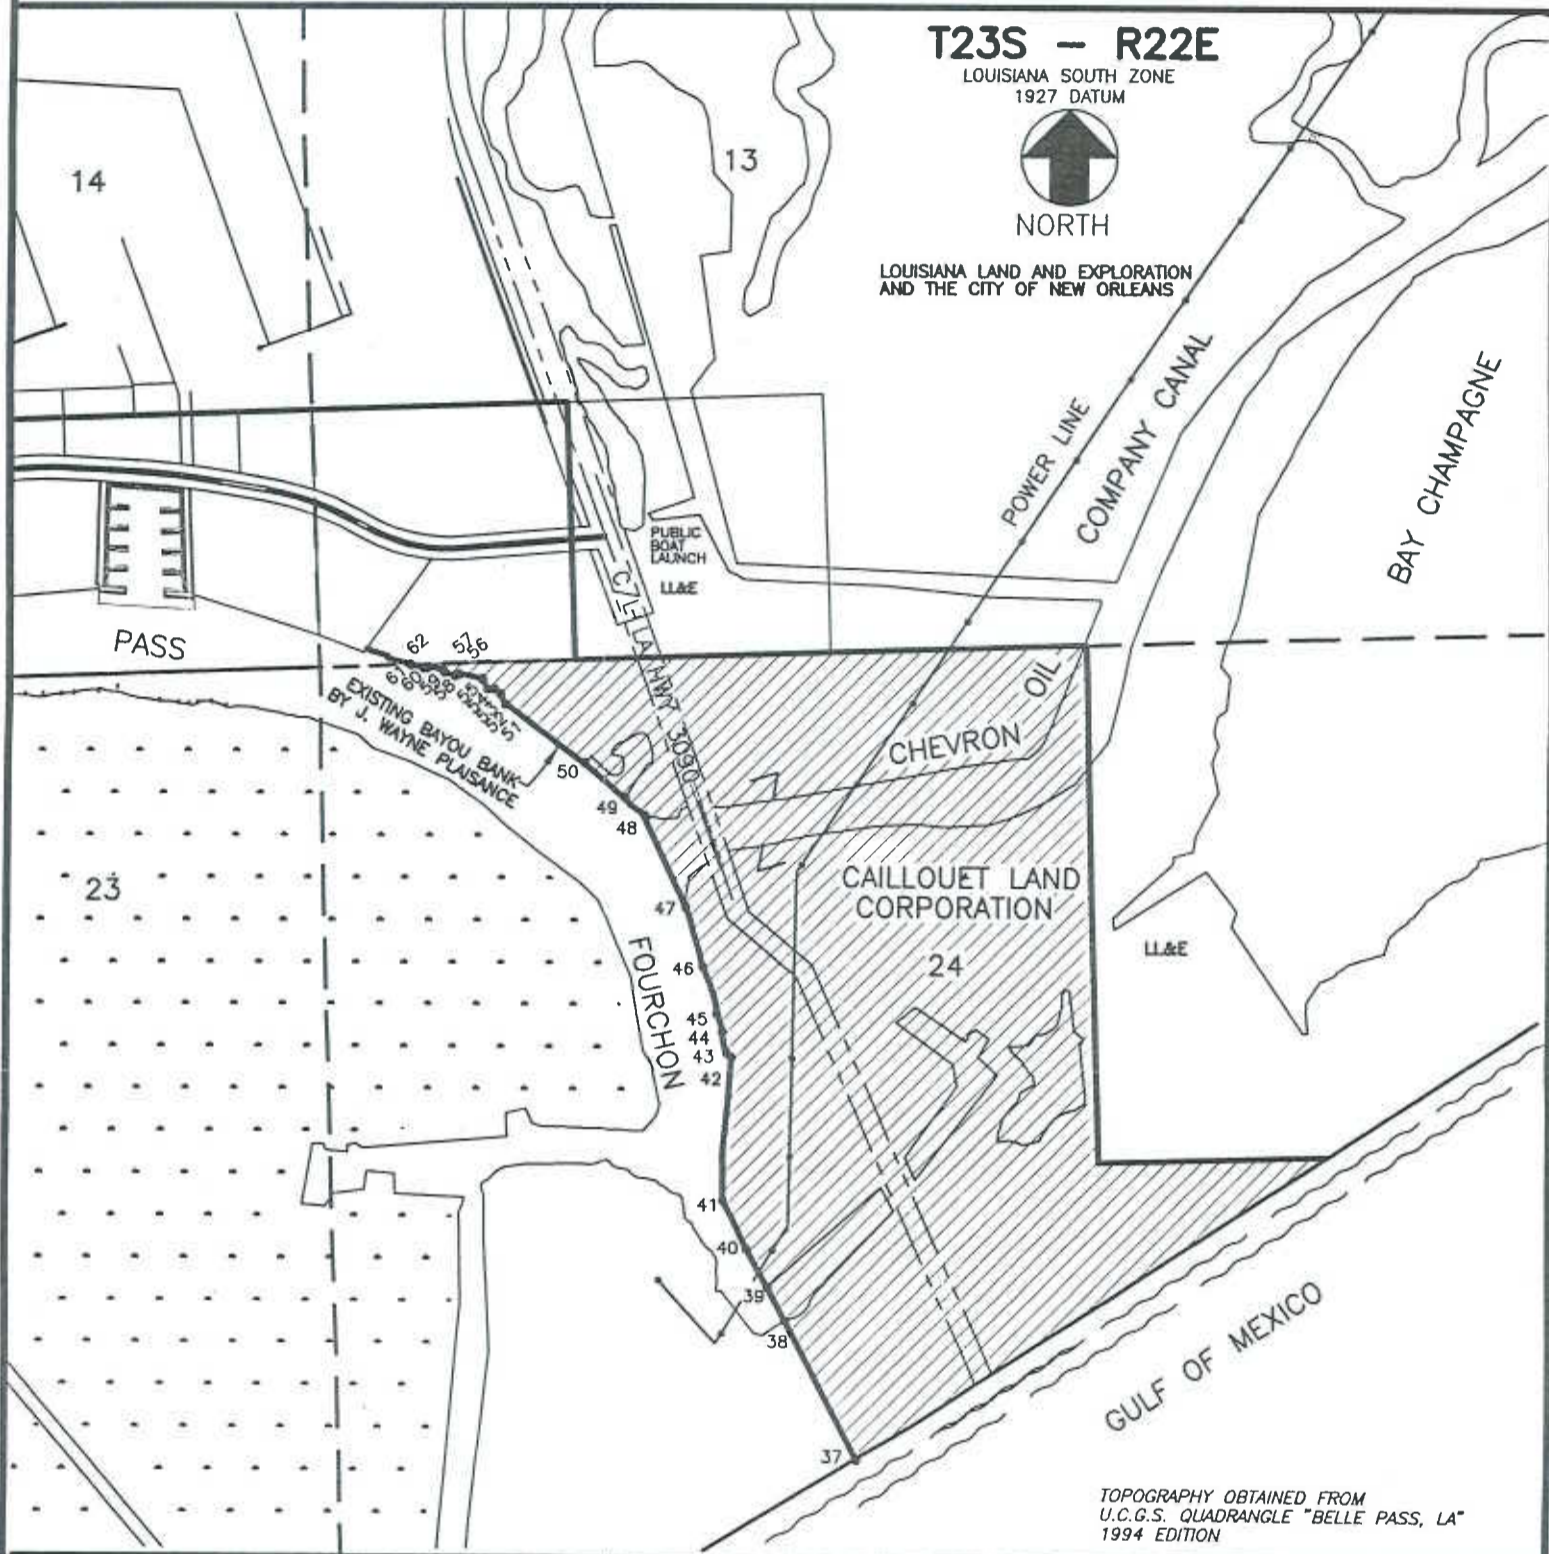 T23S — R22E
LOUISIANA SOUTH ZONE
1927 DATUM
NORTH
13
14
LOUISIANA LAND AND EXPLORATION
AND THE CITY OF NEW ORLEANS
POWER LINE
COMPANY CANAL
BAY CHAMPAGNE
PUBLIC
BOAT
LAUNCH
LL&E
C/L LA HWY 3090
PASS
62
57
56
EXISTING BAYOU BANK
BY J. WAYNE PLAISANCE
OIL
CHEVRON
50
49
48
23
CAILLOUET LAND
CORPORATION
24
47
LL&E
FOURCHON
46
45
44
43
42
41
40
39
38
GULF OF MEXICO
37
TOPOGRAPHY OBTAINED FROM
U.C.G.S. QUADRANGLE "BELLE PASS, LA"
1994 EDITION